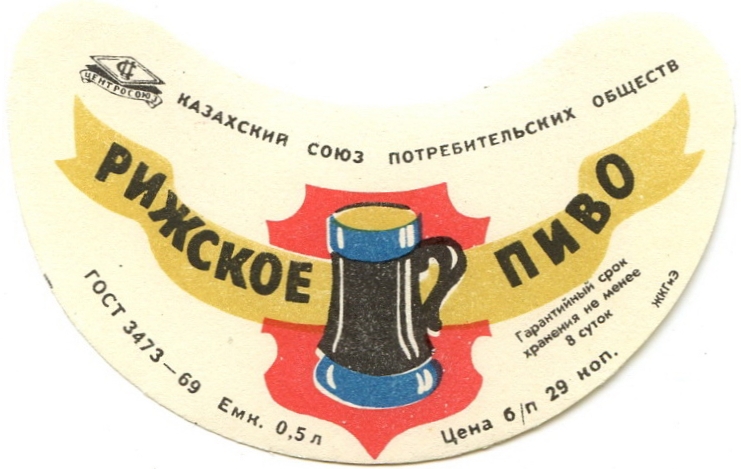 ЦЕНТРОСОЮЗ
КАЗАХСКИЙ СОЮЗ ПОТРЕБИТЕЛЬСКИХ ОБЩЕСТВ
РИЖСКОЕ ПИВО
ГОСТ 3473—69 Емк. 0,5 л
Гарантийный срок
хранения не менее
8 суток
Цена б/п 29 коп.
ЖКГиЭ